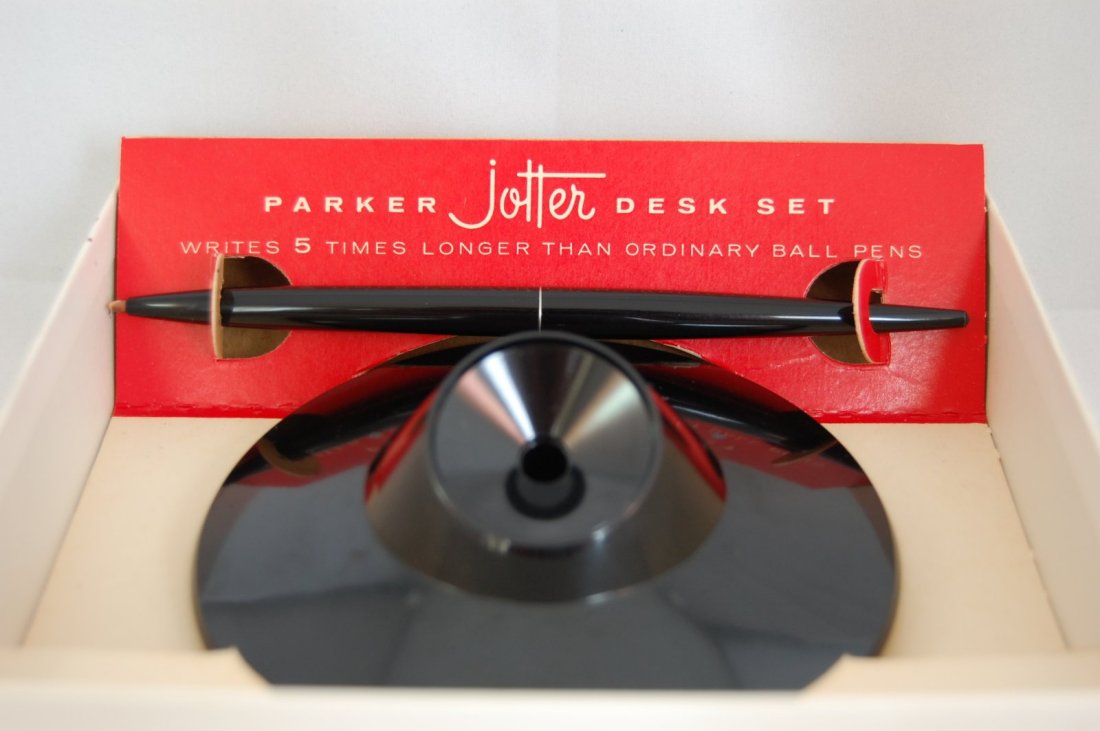 PARKER Jotter DESK SET
WRITES 5 TIMES LONGER THAN ORDINARY BALL PENS